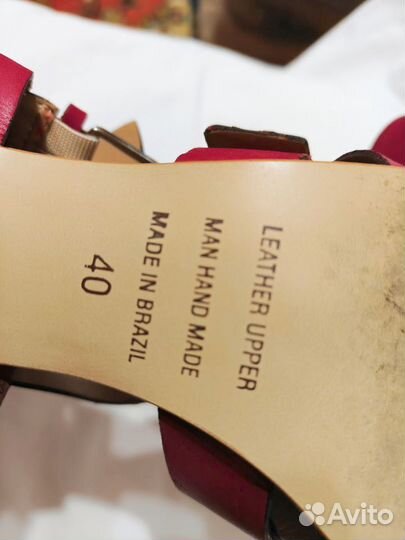 LEATHER UPPER
MAN HAND MADE
MADE IN BRAZIL
40
Avito